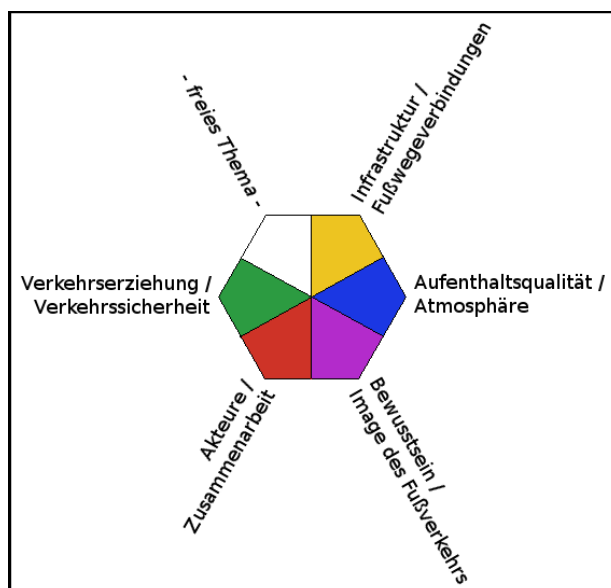 - freies Thema -
Infrastruktur /
Fußwegeverbindungen
Verkehrserziehung /
Verkehrssicherheit
Aufenthaltsqualität /
Atmosphäre
Akteure /
Zusammenarbeit
Bewusstsein /
Image des Fußverkehrs